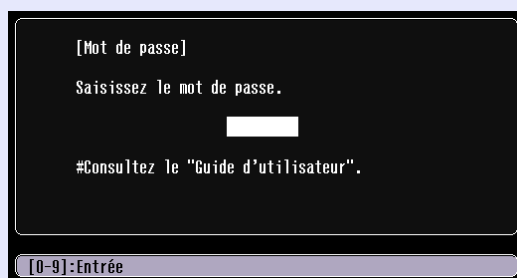 [Mot de passe]
Saisissez le mot de passe.
#Consultez le "Guide d'utilisateur".
[0-9]:Entrée